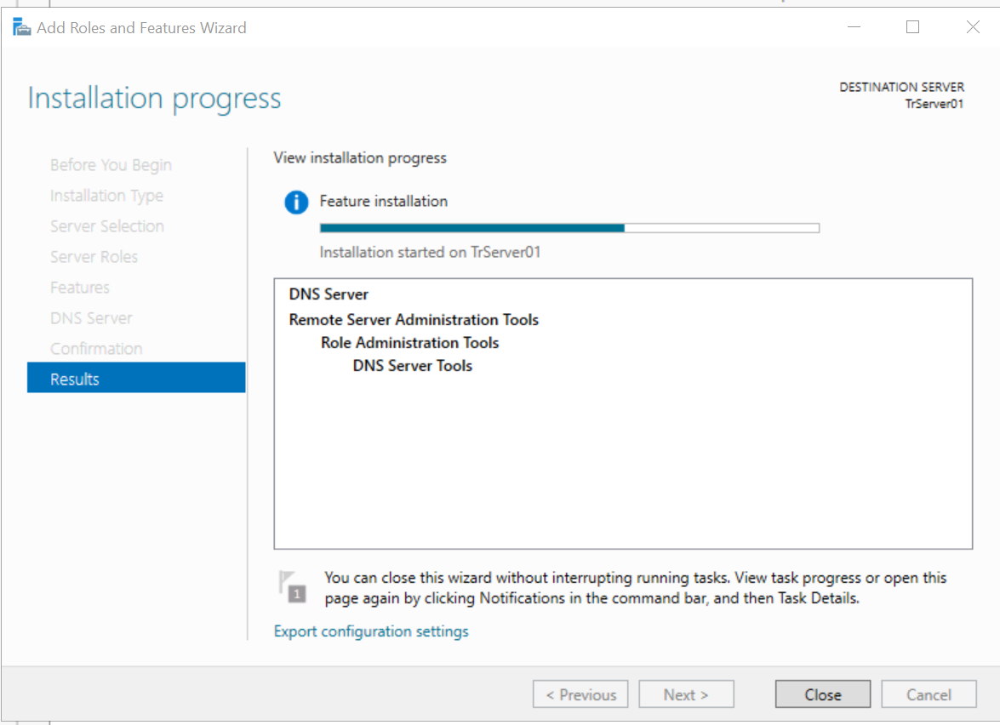 Add Roles and Features Wizard
Installation progress
DESTINATION SERVER
TrServer01
Before You Begin
Installation Type
Server Selection
Server Roles
Features
DNS Server
Confirmation
Results
View installation progress
Feature installation
Installation started on TrServer01
DNS Server
Remote Server Administration Tools
Role Administration Tools
DNS Server Tools
1
You can close this wizard without interrupting running tasks. View task progress or open this
page again by clicking Notifications in the command bar, and then Task Details.
Export configuration settings
< Previous
Next >
Close
Cancel